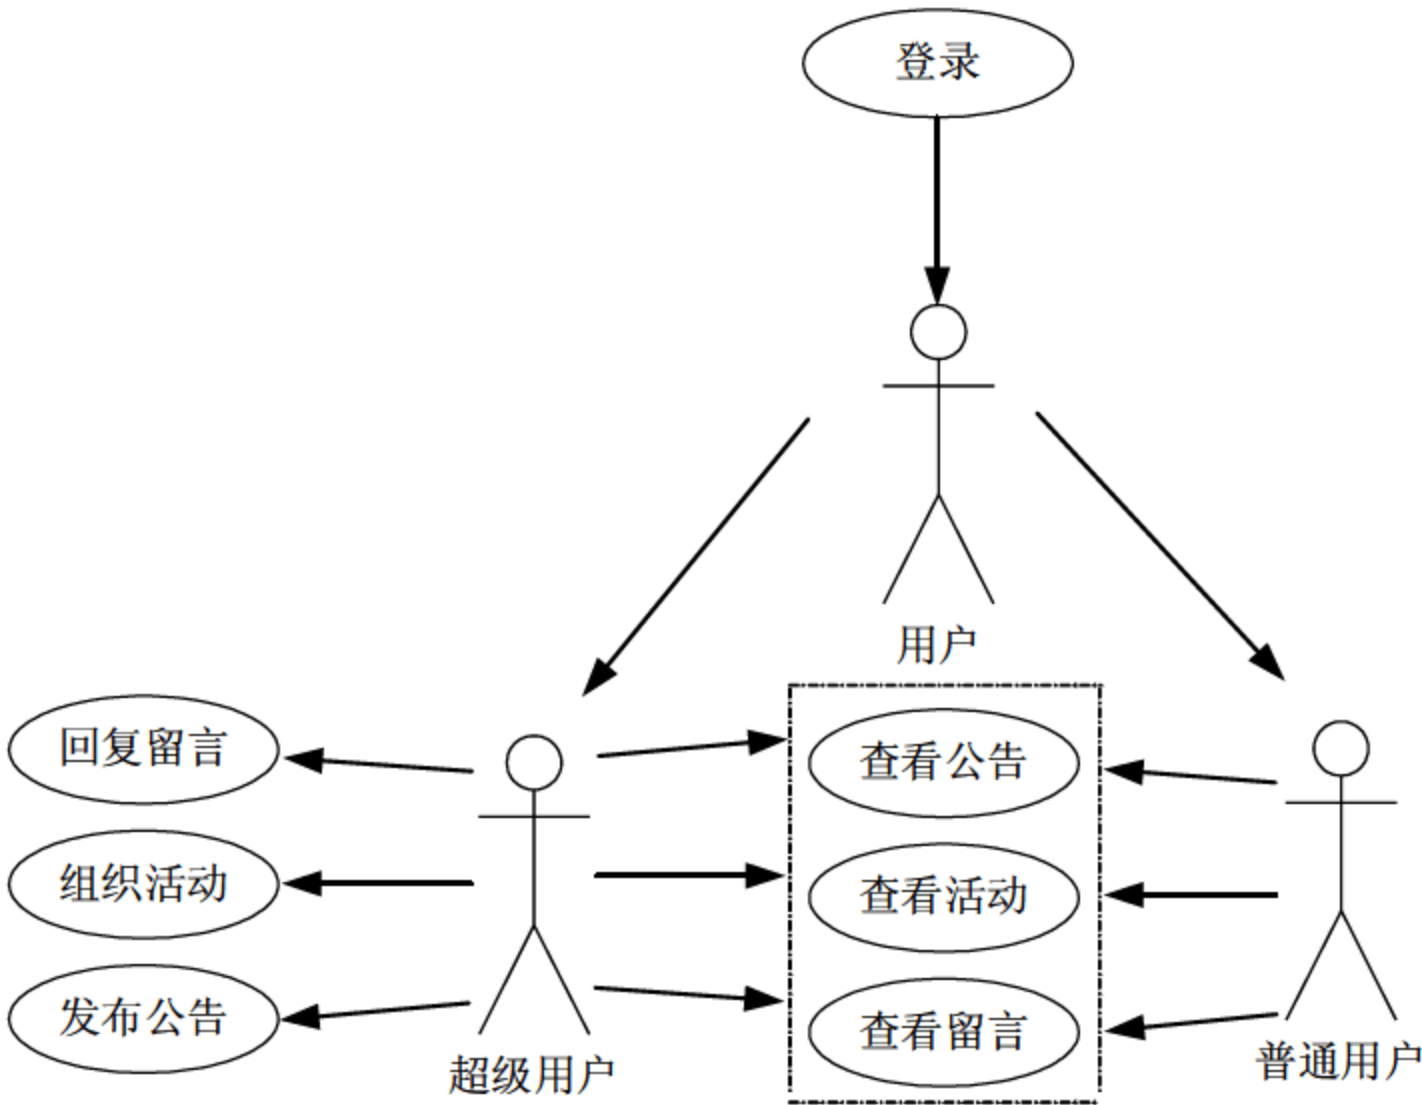 登录
用户
回复留言
组织活动
发布公告
超级用户
查看公告
查看活动
查看留言
普通用户